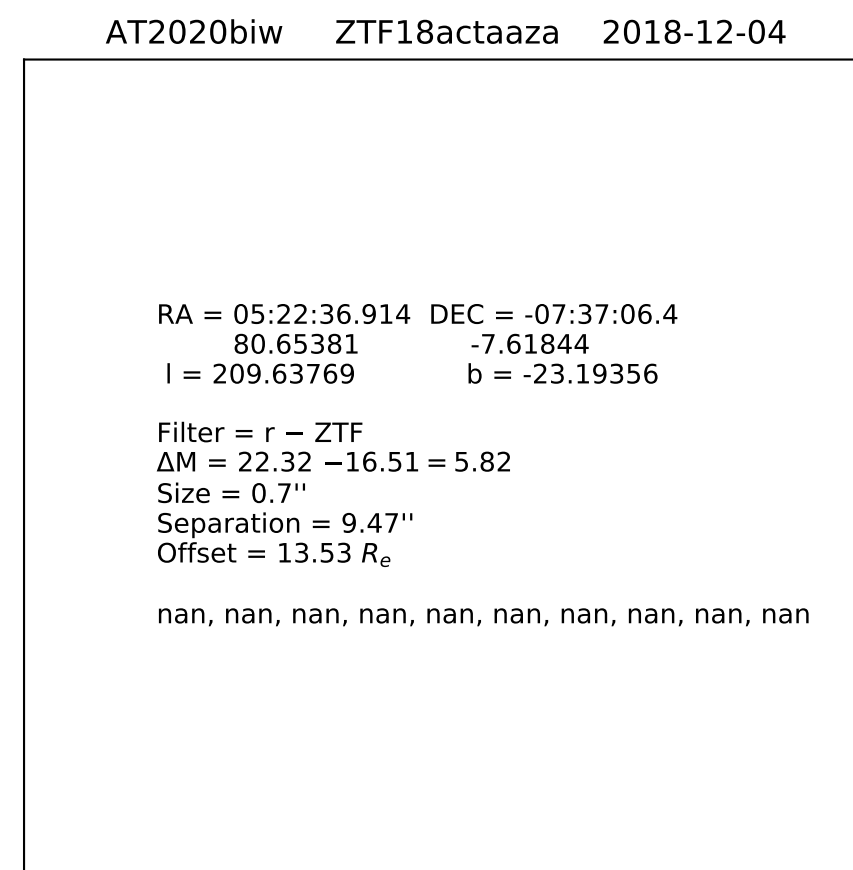 AT2020biw ZTF18actaaza 2018-12-04
RA = 05:22:36.914 DEC = -07:37:06.4
80.65381 -7.61844
l = 209.63769 b = -23.19356
Filter = r − ZTF
ΔM = 22.32 −16.51 = 5.82
Size = 0.7''
Separation = 9.47''
Offset = 13.53 Re
nan, nan, nan, nan, nan, nan, nan, nan, nan, nan